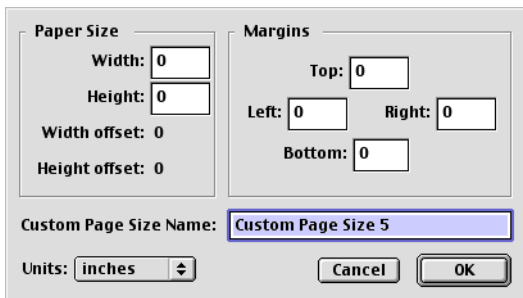 Paper Size
Width: 0
Height: 0
Width offset: 0
Height offset: 0
Margins
Top: 0
Left: 0 Right: 0
Bottom: 0
Custom Page Size Name: Custom Page Size 5
Units: inches Cancel OK